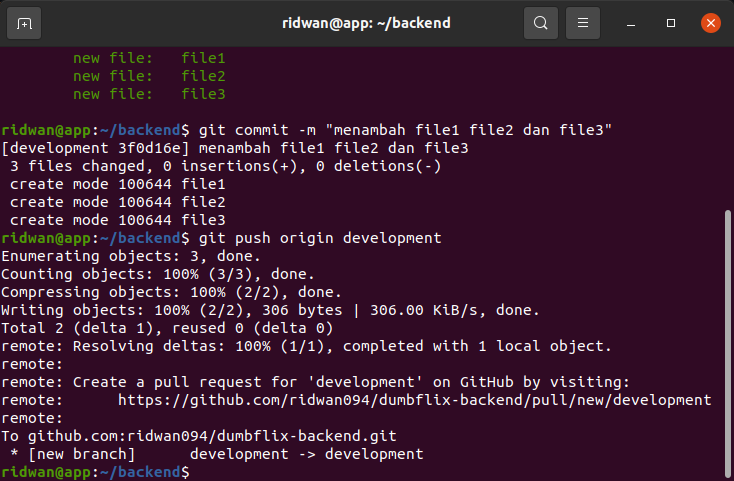 ridwan@app: ~/backend
new file:   file1
new file:   file2
new file:   file3
ridwan@app:~/backend$ git commit -m "menambah file1 file2 dan file3"
[development 3f0d16e] menambah file1 file2 dan file3
 3 files changed, 0 insertions(+), 0 deletions(-)
 create mode 100644 file1
 create mode 100644 file2
 create mode 100644 file3
ridwan@app:~/backend$ git push origin development
Enumerating objects: 3, done.
Counting objects: 100% (3/3), done.
Compressing objects: 100% (2/2), done.
Writing objects: 100% (2/2), 306 bytes | 306.00 KiB/s, done.
Total 2 (delta 1), reused 0 (delta 0)
remote: Resolving deltas: 100% (1/1), completed with 1 local object.
remote:
remote: Create a pull request for 'development' on GitHub by visiting:
remote:      https://github.com/ridwan094/dumbflix-backend/pull/new/development
remote:
To github.com:ridwan094/dumbflix-backend.git
 * [new branch]      development -> development
ridwan@app:~/backend$